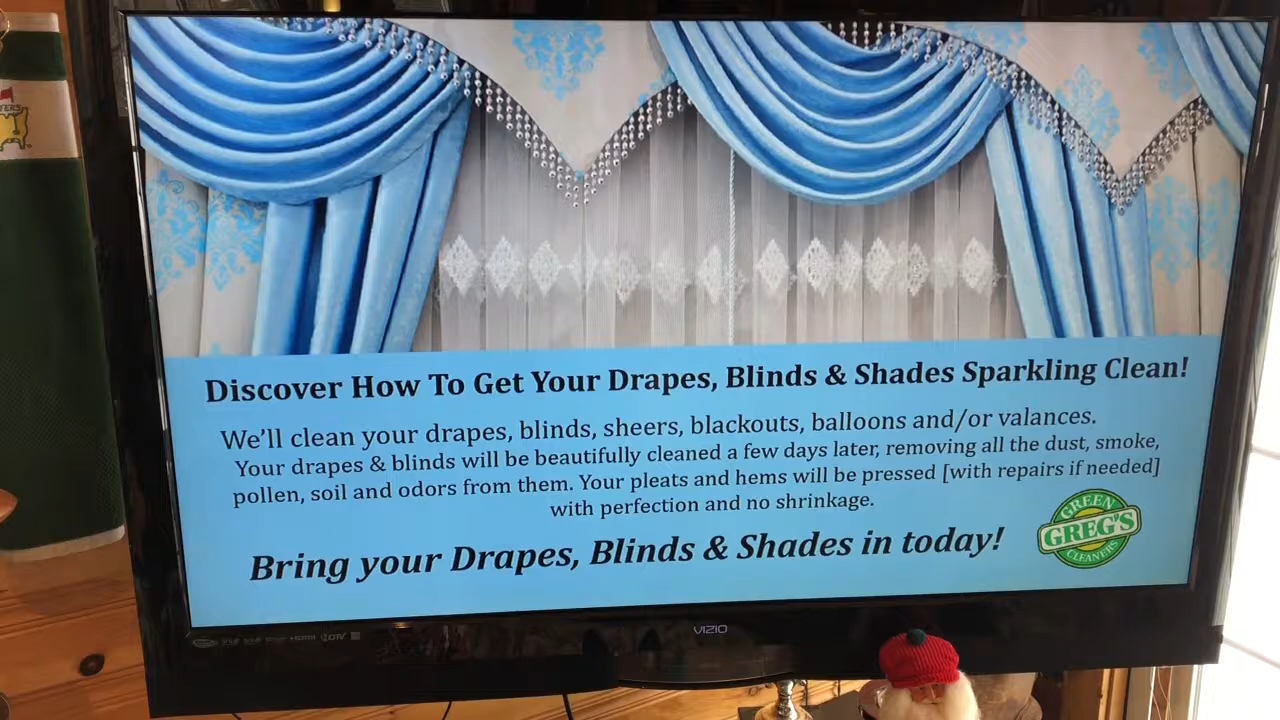 Discover How To Get Your Drapes, Blinds & Shades Sparkling Clean!
We'll clean your drapes, blinds, sheers, blackouts, balloons and/or valances.
Your drapes & blinds will be beautifully cleaned a few days later, removing all the dust, smoke,
pollen, soil and odors from them. Your pleats and hems will be pressed [with repairs if needed]
with perfection and no shrinkage.
Bring your Drapes, Blinds & Shades in today!
GREEN
GREG'S
CLEANERS
HDMI
VIZIO